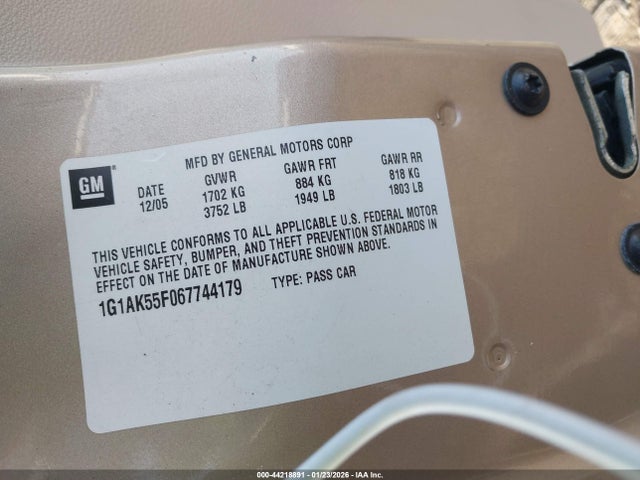 GM
MFD BY GENERAL MOTORS CORP
DATE GVWR GAWR FRT GAWR RR
12/05 1702 KG 884 KG 818 KG
3752 LB 1949 LB 1803 LB
THIS VEHICLE CONFORMS TO ALL APPLICABLE U.S. FEDERAL MOTOR
VEHICLE SAFETY, BUMPER, AND THEFT PREVENTION STANDARDS IN
EFFECT ON THE DATE OF MANUFACTURE SHOWN ABOVE.
1G1AK55F067744179 TYPE: PASS CAR
000-44218891 - 01/23/2026 - IAA Inc.